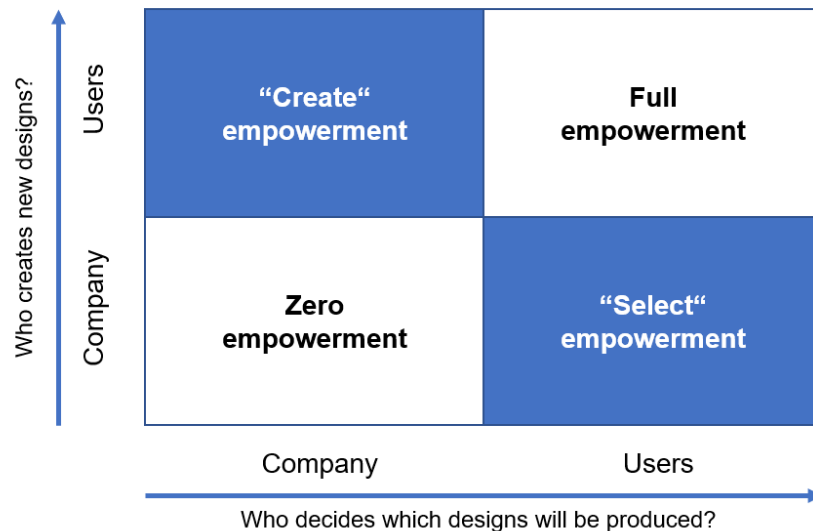 Who creates new designs?
Users
Company
“Create“
empowerment
Full
empowerment
Zero
empowerment
“Select“
empowerment
Company
Users
Who decides which designs will be produced?